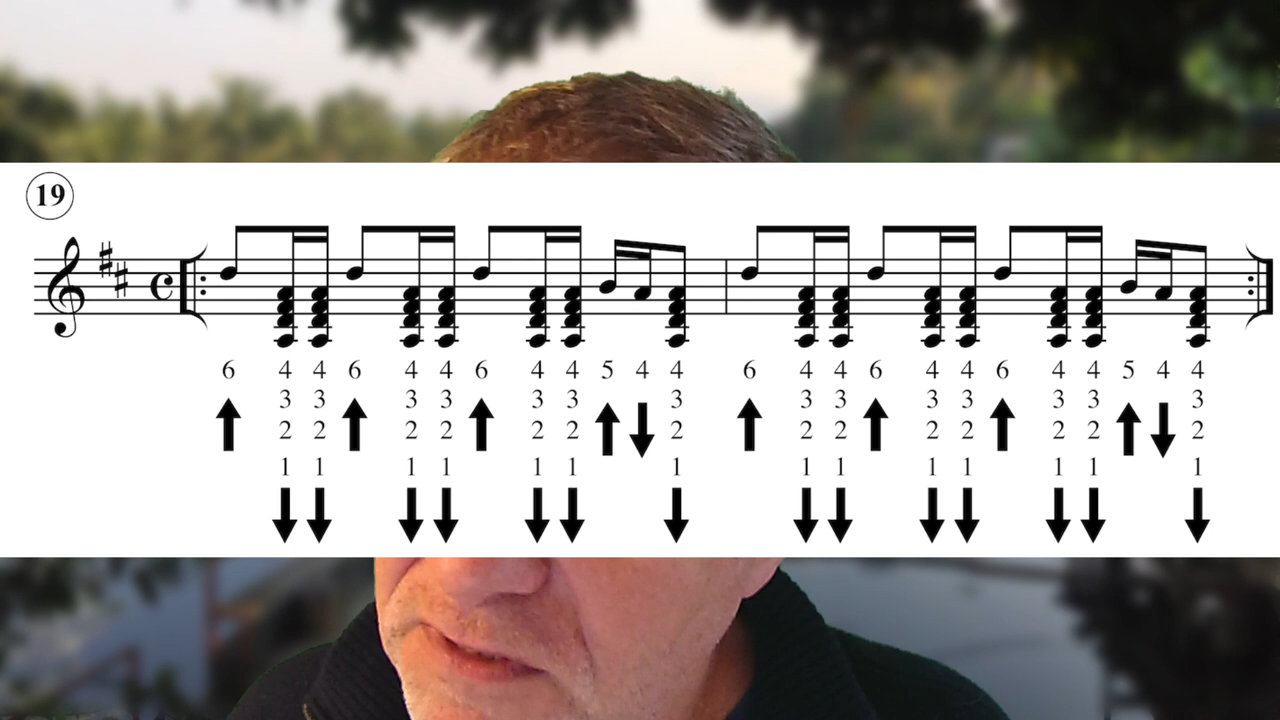 19
6 4 4 6 4 4 6 4 4 5 4 4 6 4 4 6 4 4 6 4 4 5 4 4
3 3 3 3 3 3 3 3 3 3 3 3 3 3
2 2 2 2 2 2 2 2 2 2 2 2 2 2
1 1 1 1 1 1 1 1 1 1 1 1 1 1